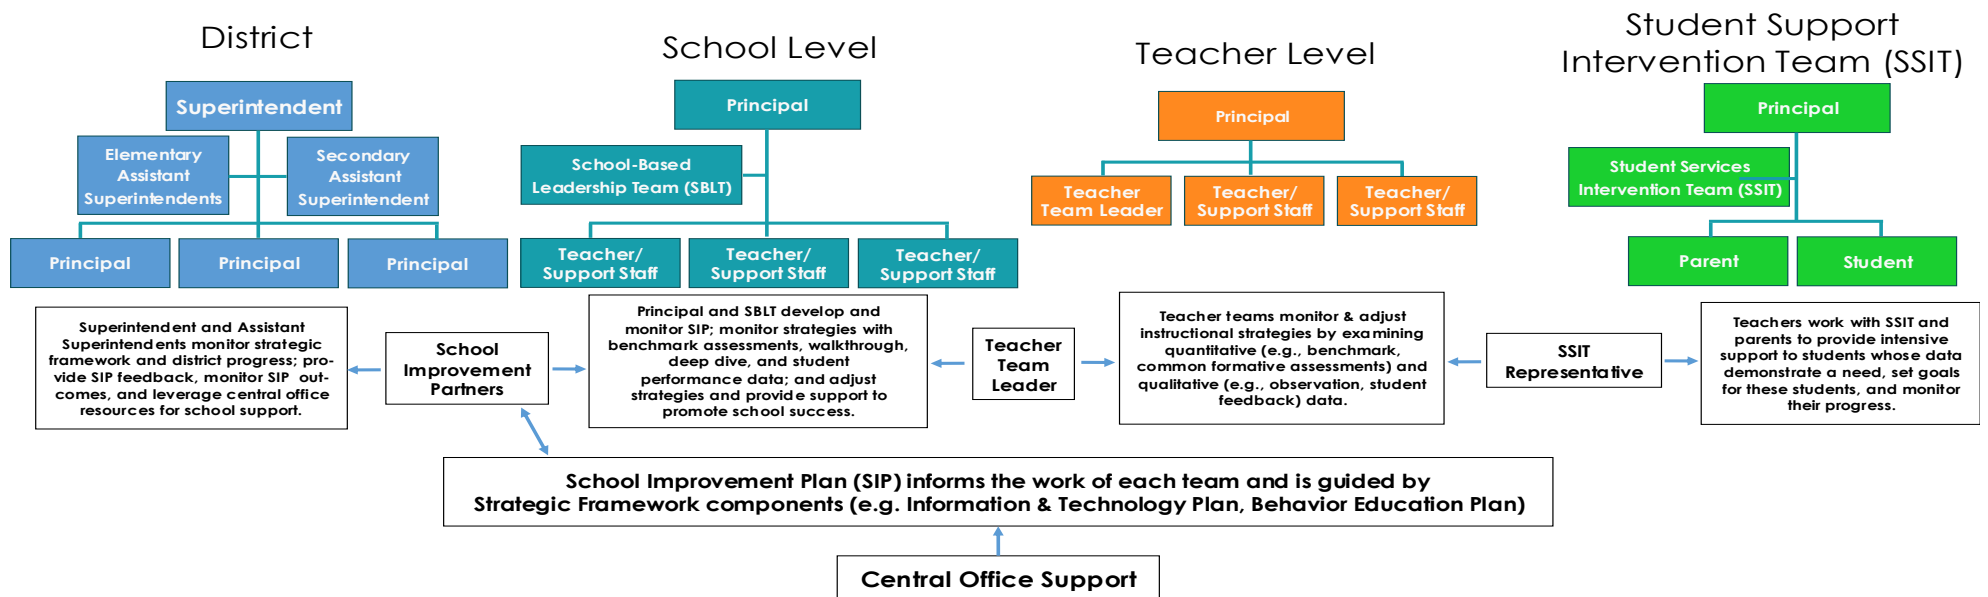 District
Superintendent
Elementary
Assistant
Superintendents
Secondary
Assistant
Superintendent
Principal
Principal
Principal
Superintendent and Assistant
Superintendents monitor strategic
framework and district progress; pro-
vide SIP feedback, monitor SIP out-
comes, and leverage central office
resources for school support.
School
Improvement
Partners
School Level
Principal
School-Based
Leadership Team (SBLT)
Teacher/
Support Staff
Teacher/
Support Staff
Teacher/
Support Staff
Principal and SBLT develop and
monitor SIP; monitor strategies with
benchmark assessments, walkthrough,
deep dive, and student
performance data; and adjust
strategies and provide support to
promote school success.
Teacher
Team
Leader
Teacher Level
Principal
Teacher
Team Leader
Teacher/
Support Staff
Teacher/
Support Staff
Teacher teams monitor & adjust
instructional strategies by examining
quantitative (e.g., benchmark,
common formative assessments) and
qualitative (e.g., observation, student
feedback) data.
SSIT
Representative
Student Support
Intervention Team (SSIT)
Principal
Student Services
Intervention Team (SSIT)
Parent
Student
Teachers work with SSIT and
parents to provide intensive
support to students whose data
demonstrate a need, set goals
for these students, and monitor
their progress.
School Improvement Plan (SIP) informs the work of each team and is guided by
Strategic Framework components (e.g. Information & Technology Plan, Behavior Education Plan)
Central Office Support